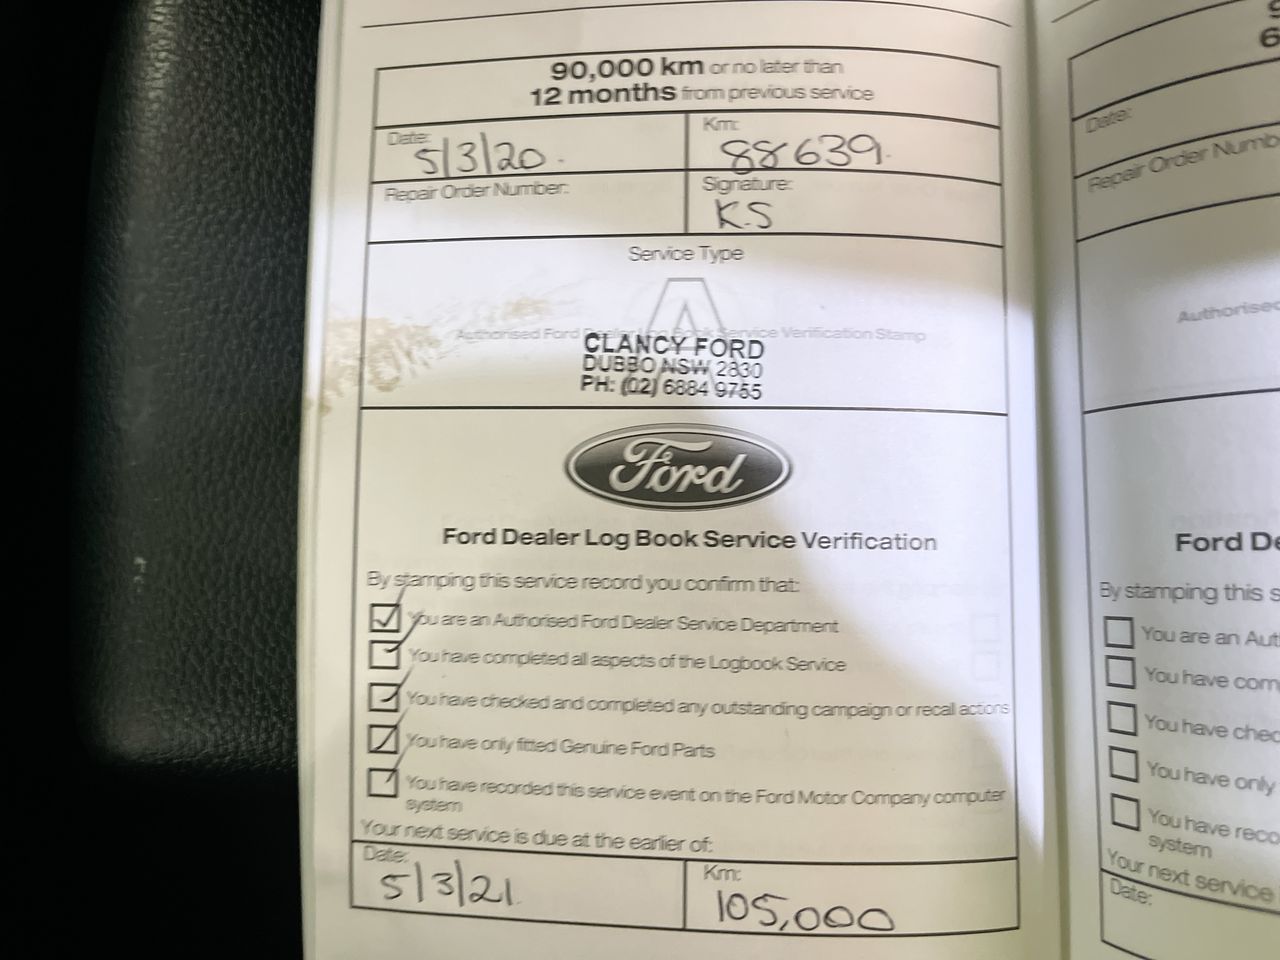 90,000 km or no later than
12 months from previous service
Date:
5/3/20.
Km:
88639.
Repair Order Number:
Signature:
K.S
Service Type
Authorised Ford Dealer Log Book Service Verification Stamp
CLANCY FORD
DUBBO NSW 2830
PH: (02) 6884 9755
Ford
Ford Dealer Log Book Service Verification
By stamping this service record you confirm that:
You are an Authorised Ford Dealer Service Department
You have completed all aspects of the Logbook Service
You have checked and completed any outstanding campaign or recall actions
You have only fitted Genuine Ford Parts
You have recorded this service event on the Ford Motor Company computer
system
Your next service is due at the earlier of:
Date:
5/3/21.
Km:
105,000
Date:
Repair Order Numb
Authorised
Ford De
By stamping this s
You are an Aut
You have com
You have chec
You have only
You have reco
system
Your next service
Date: